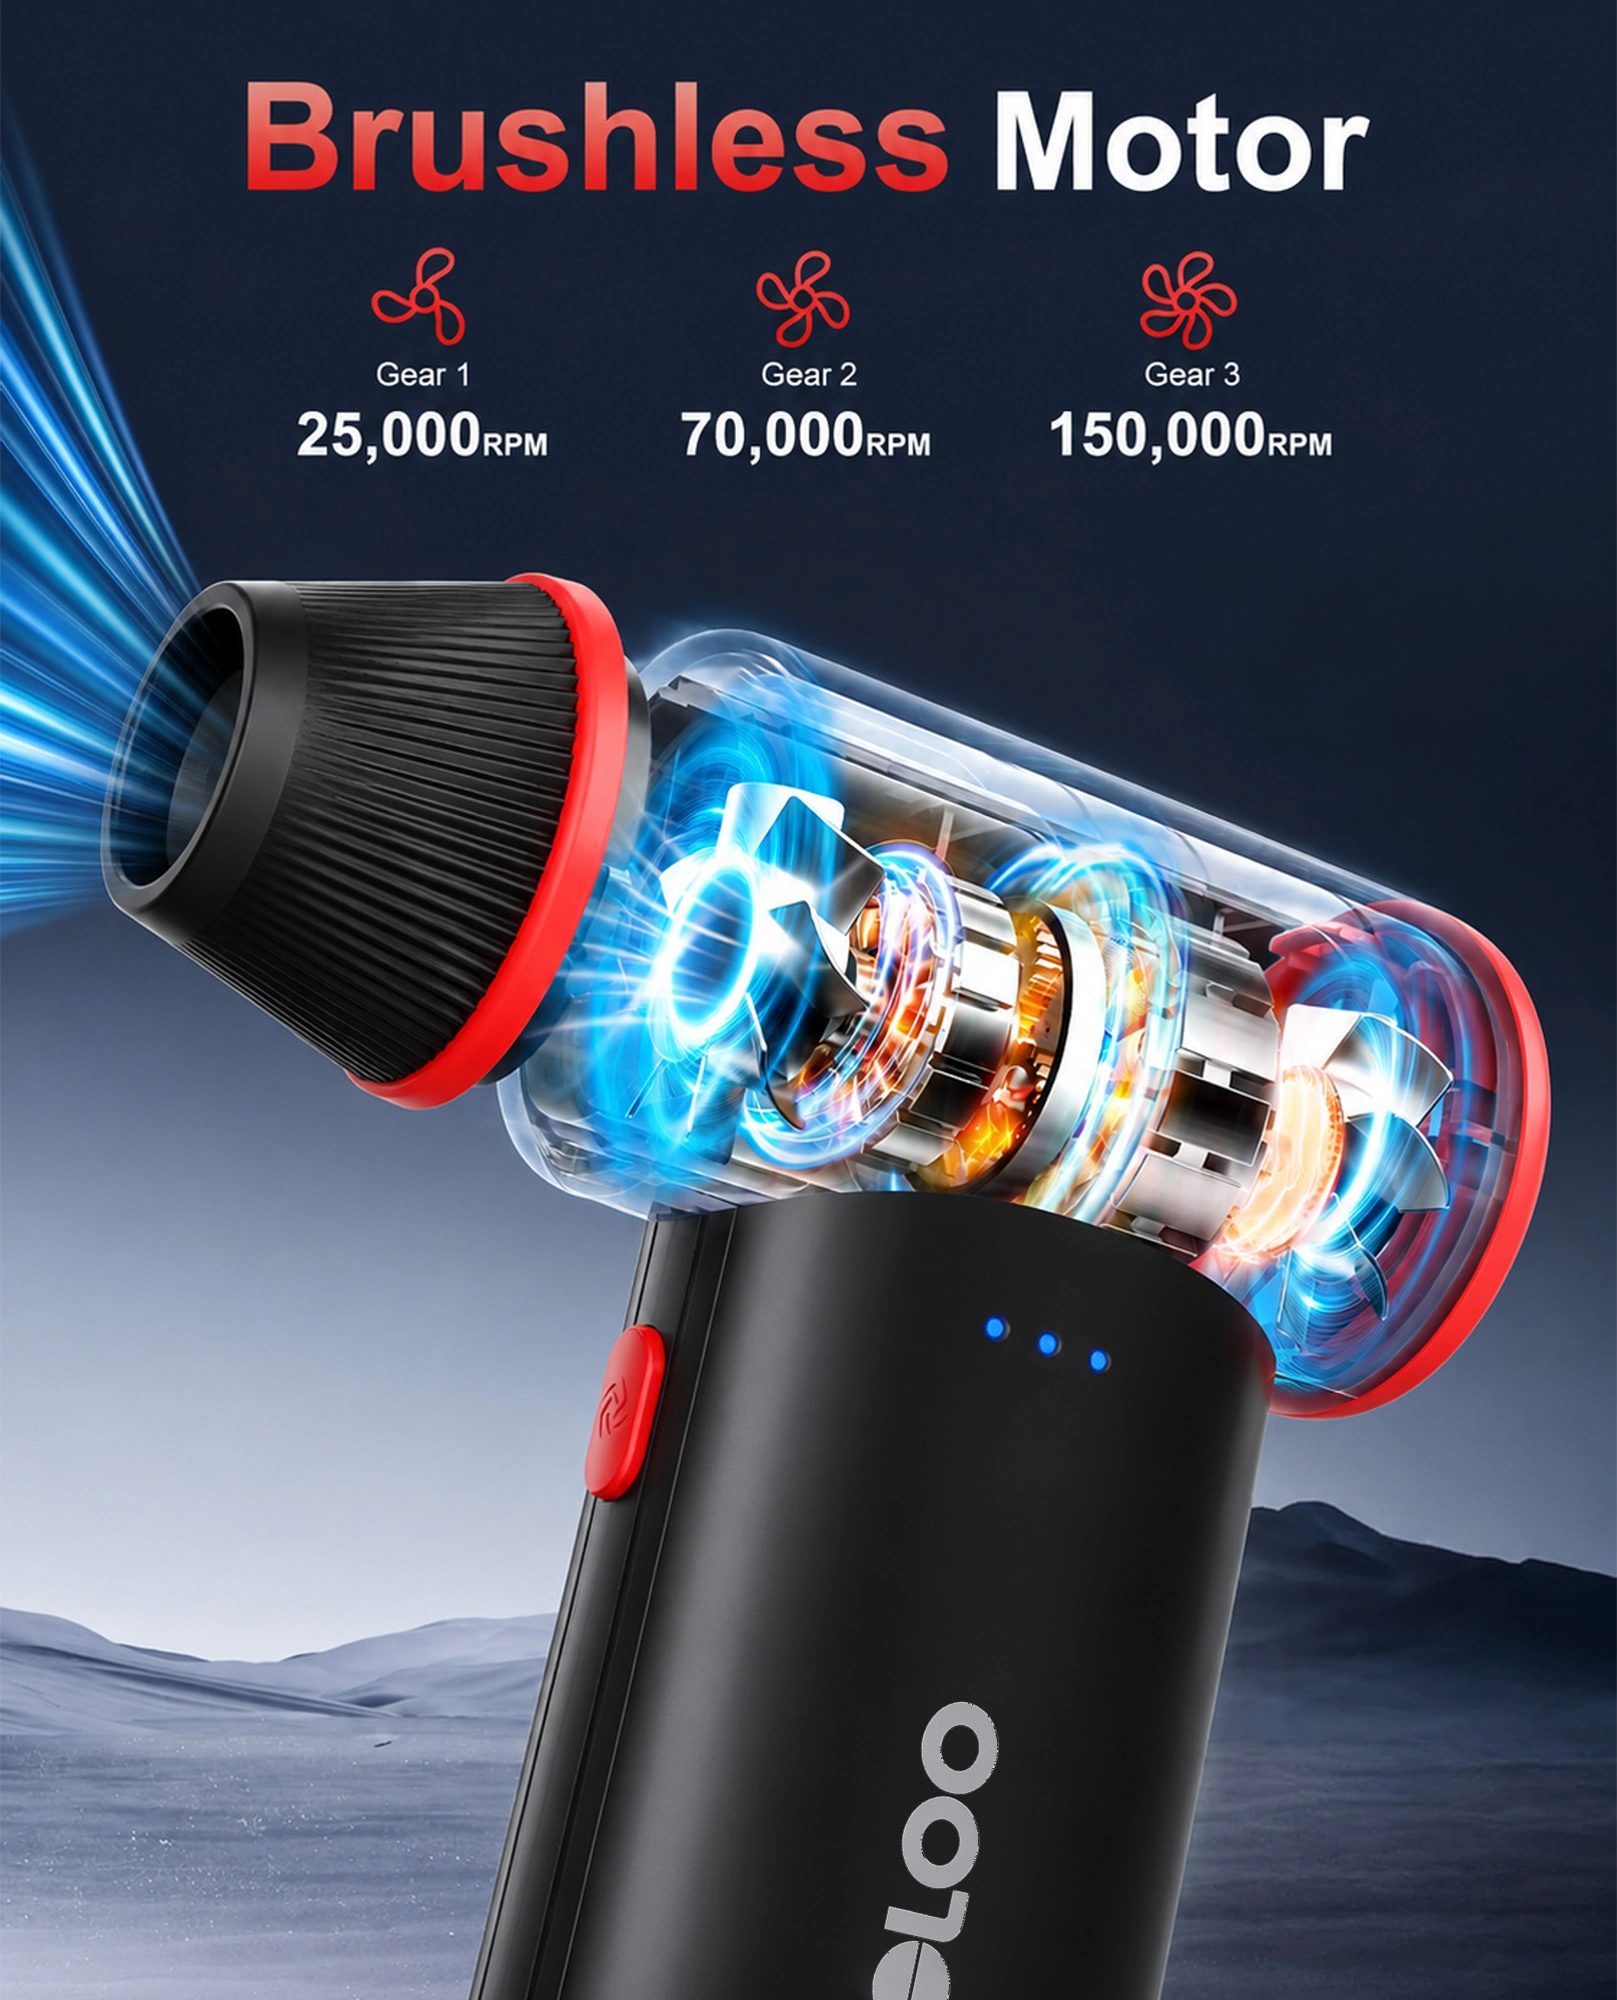 Brushless Motor
Gear 1
Gear 2
Gear 3
25,000RPM
70,000RPM
150,000RPM